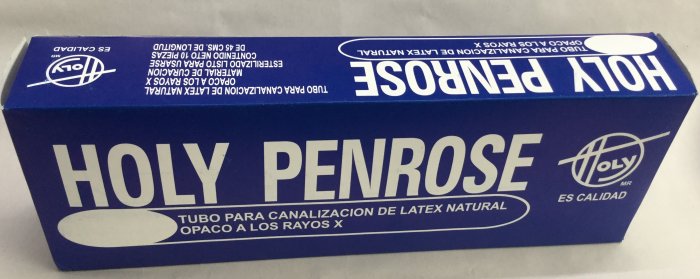 ES CALIDAD
HOLY
MR
TUBO PARA CANALIZACION DE LATEX NATURAL
OPACO A LOS RAYOS X
MATERIAL DE CURACION
ESTERILIZADO LISTO PARA USARSE
CONTENIDO NETO 10 PIEZAS
DE 45 CMS. DE LONGITUD
HOLY PENROSE
TUBO PARA CANALIZACION DE LATEX NATURAL
OPACO A LOS RAYOS X
HOLY PENROSE
TUBO PARA CANALIZACION DE LATEX NATURAL
OPACO A LOS RAYOS X
HOLY
MR
ES CALIDAD